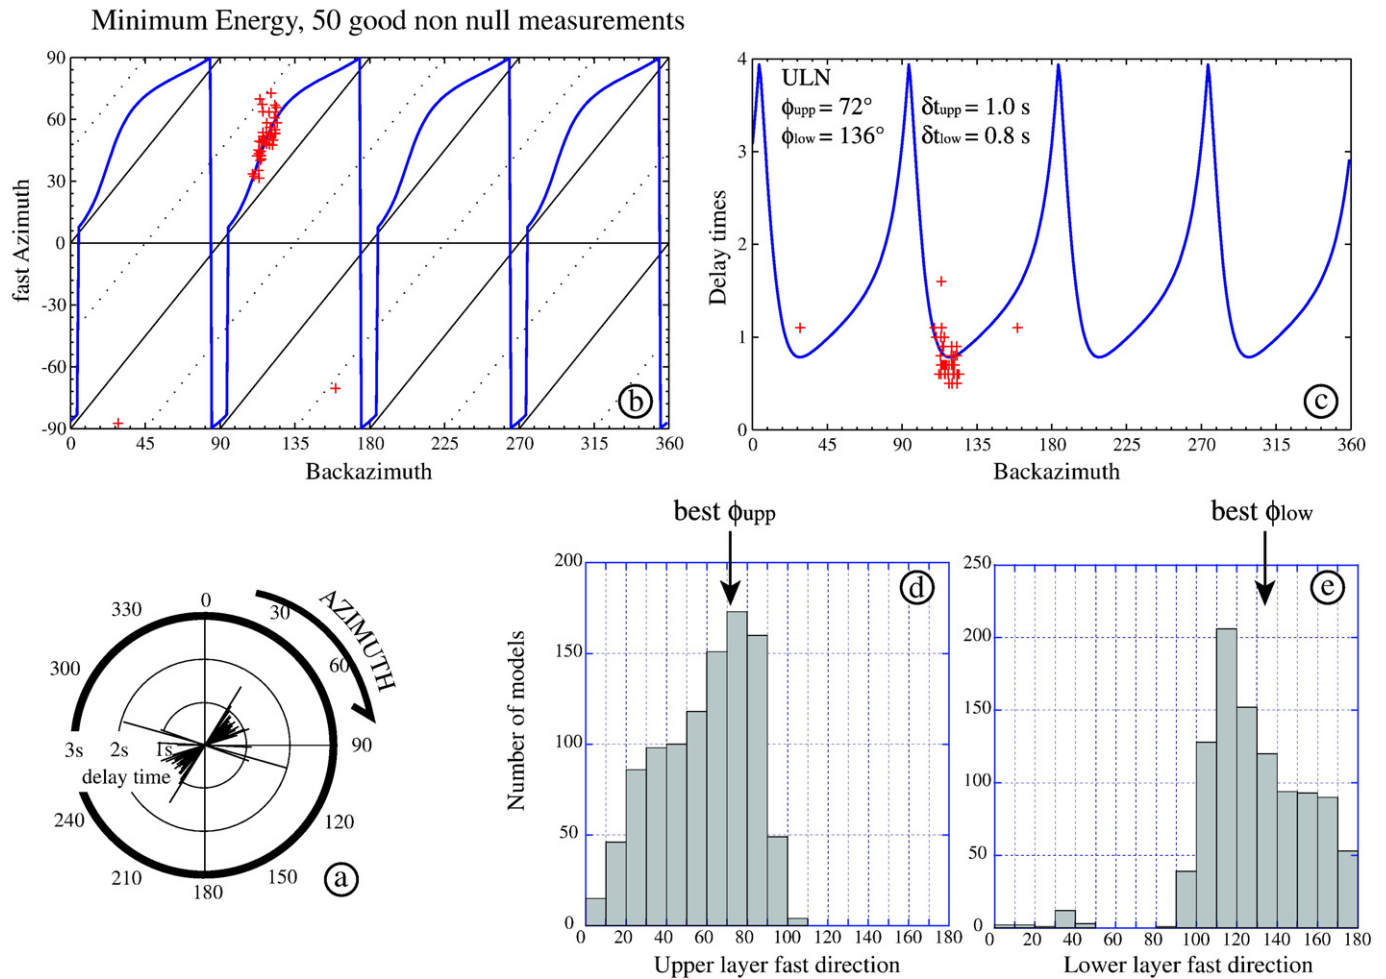 Minimum Energy, 50 good non null measurements
90
60
30
0
-30
-60
-90
fast Azimuth
0 45 90 135 180 225 270 315 360
Backazimuth
b
4
3
2
1
0
Delay times
ULN
ϕupp = 72° δtupp = 1.0 s
ϕlow = 136° δtlow = 0.8 s
0 45 90 135 180 225 270 315 360
Backazimuth
c
0
30
60
90
120
150
180
210
240
300
330
AZIMUTH
3s 2s 1s
delay time
a
best ϕupp
200
150
100
50
0
Number of models
0 20 40 60 80 100 120 140 160 180
Upper layer fast direction
d
best ϕlow
250
200
150
100
50
0
0 20 40 60 80 100 120 140 160 180
Lower layer fast direction
e